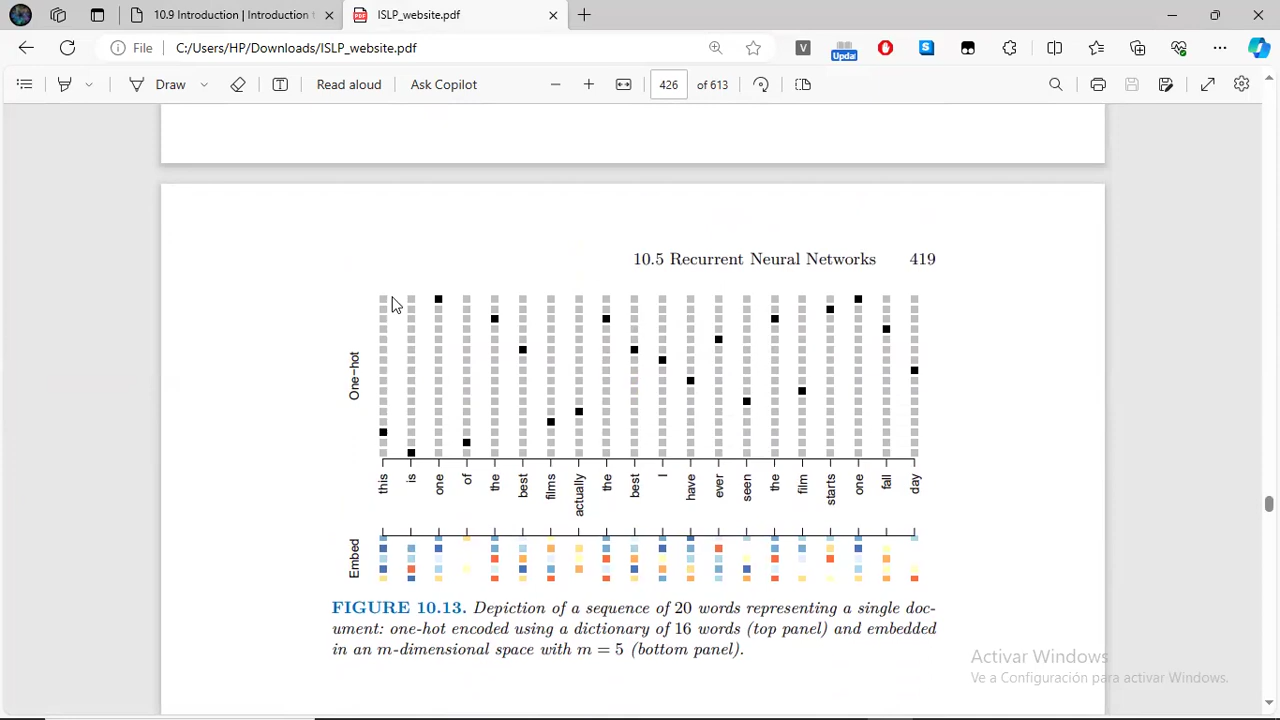 10.9 Introduction | Introduction t
ISLP_website.pdf
File
C:/Users/HP/Downloads/ISLP_website.pdf
V
Updat
S
Draw
Read aloud
Ask Copilot
426 of 613
10.5 Recurrent Neural Networks 419
One-hot
this
is
one
of
the
best
films
actually
the
best
I
have
ever
seen
the
film
starts
one
fall
day
Embed
FIGURE 10.13. Depiction of a sequence of 20 words representing a single doc-
ument: one-hot encoded using a dictionary of 16 words (top panel) and embedded
in an m-dimensional space with m = 5 (bottom panel).
Activar Windows
Ve a Configuración para activar Windows.